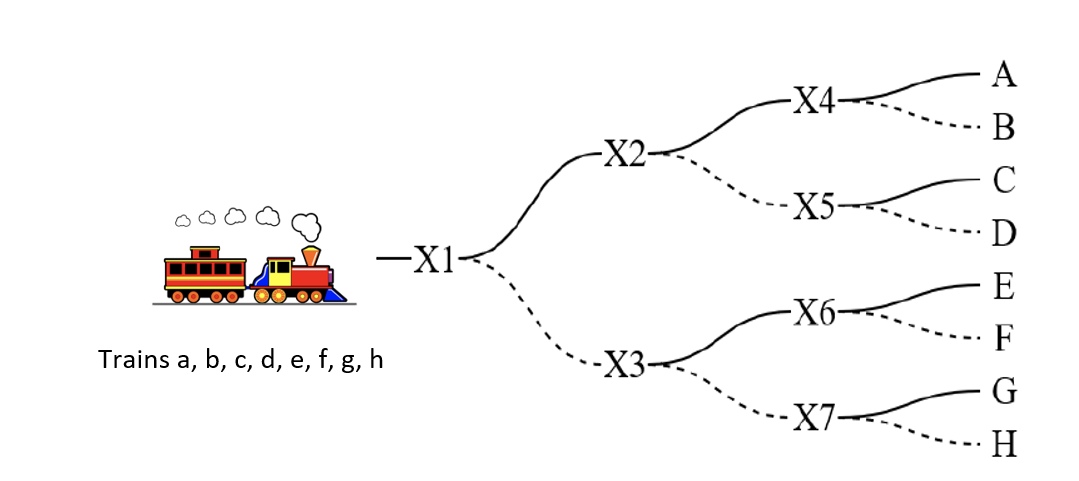 A
X4
B
X2
C
X5
D
X1
E
X6
F
X3
Trains a, b, c, d, e, f, g, h
G
X7
H